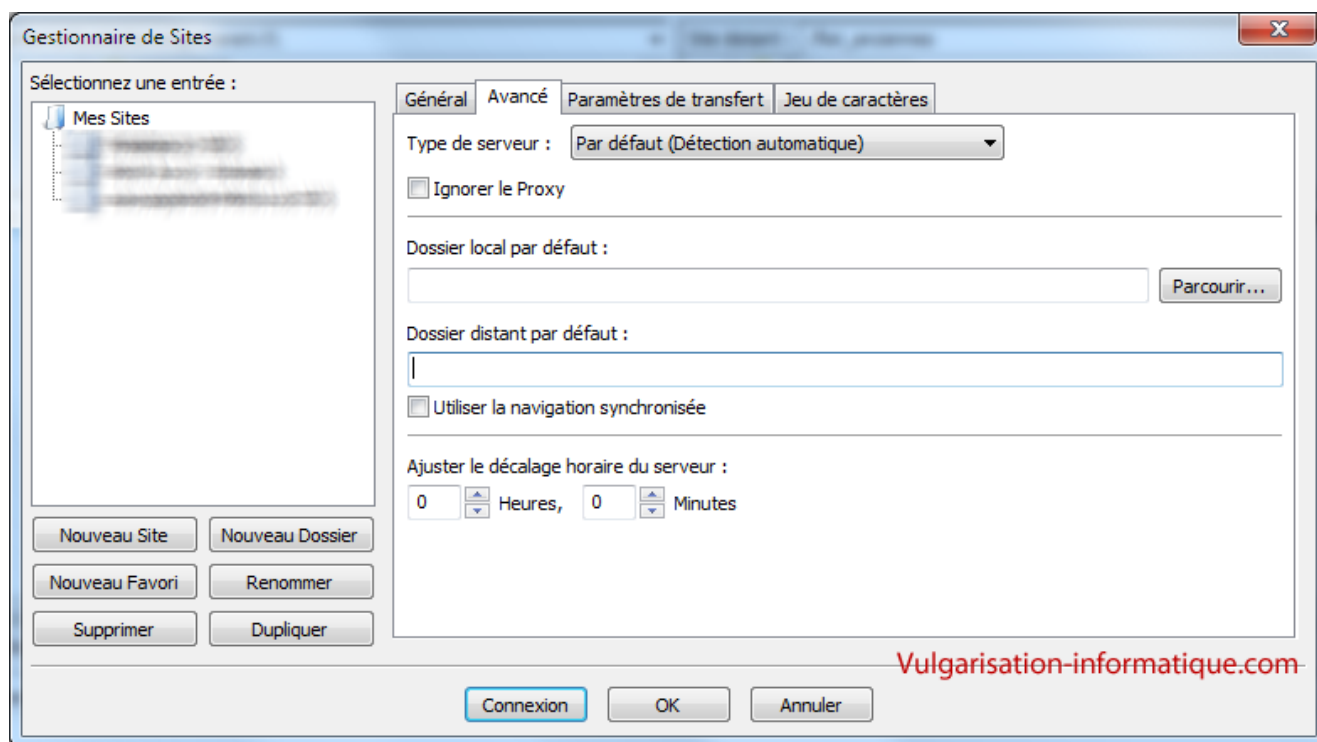 Gestionnaire de Sites
Sélectionnez une entrée :
Mes Sites
Général Avancé Paramètres de transfert Jeu de caractères
Type de serveur : Par défaut (Détection automatique)
Ignorer le Proxy
Dossier local par défaut :
Parcourir...
Dossier distant par défaut :
Utiliser la navigation synchronisée
Ajuster le décalage horaire du serveur :
0 Heures, 0 Minutes
Nouveau Site Nouveau Dossier
Nouveau Favori Renommer
Supprimer Dupliquer
Vulgarisation-informatique.com
Connexion OK Annuler